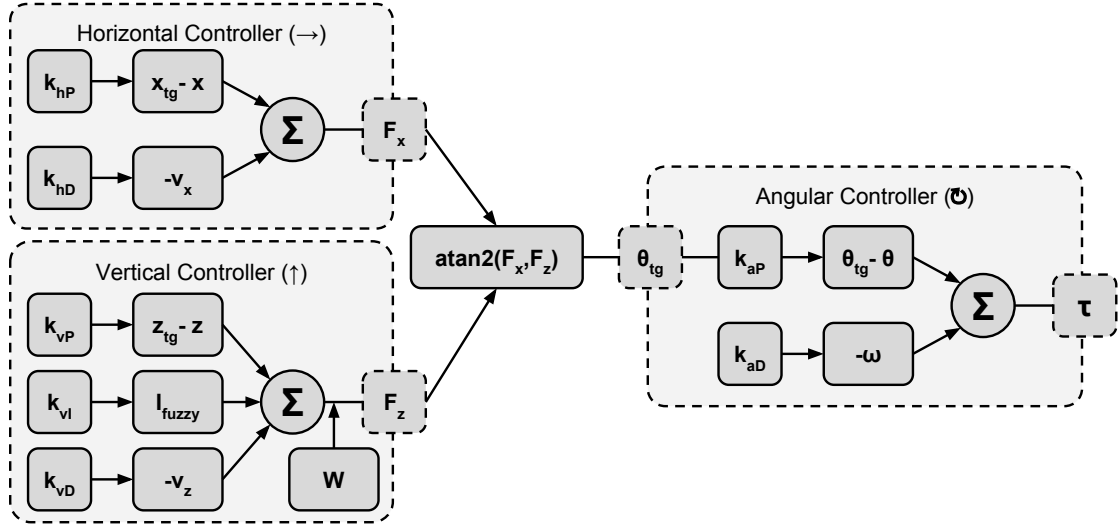 Horizontal Controller (→)
k_hP
x_tg - x
k_hD
-v_x
Σ
F_x
Vertical Controller (↑)
k_vP
z_tg - z
k_vI
I_fuzzy
k_vD
-v_z
Σ
W
F_z
atan2(F_x,F_z)
θ_tg
Angular Controller (↻)
k_aP
θ_tg - θ
k_aD
-ω
Σ
τ